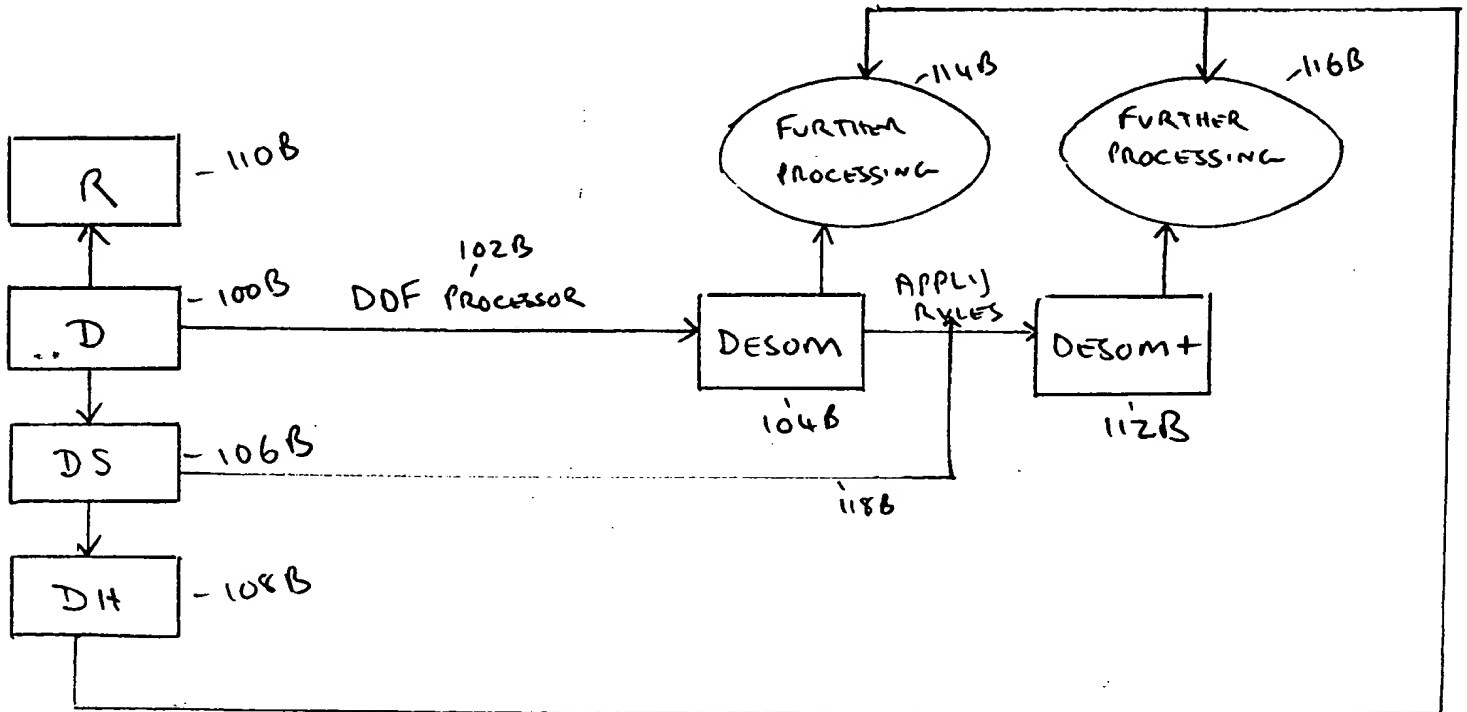 -114B
-116B
FURTHER
PROCESSING
FURTHER
PROCESSING
R
-110B
102B
D
-100B
DOF PROCESSOR
APPLY
RULES
DESOM
DESOM+
104B
112B
DS
-106B
118B
DH
-108B